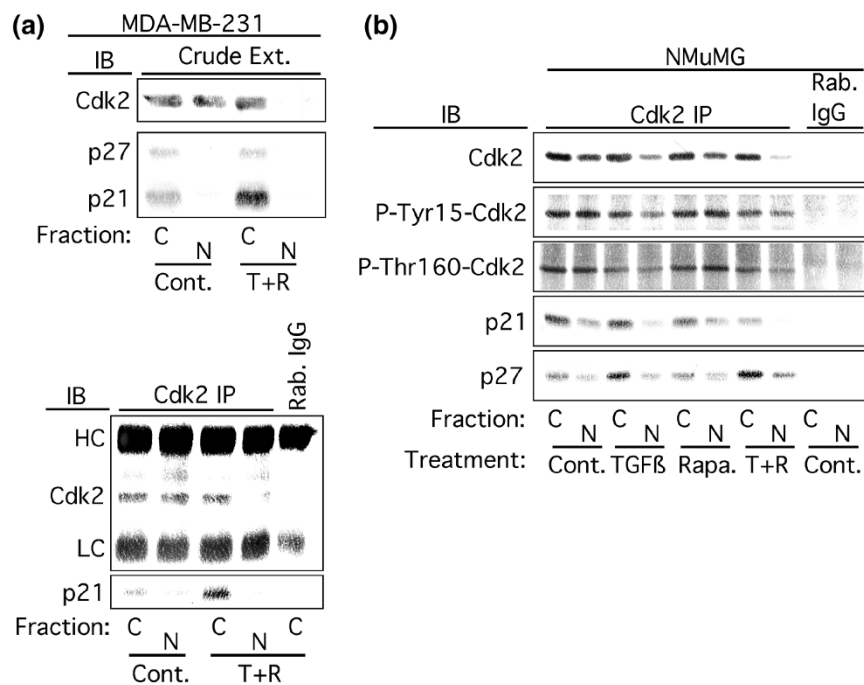 (a)
MDA-MB-231
IB Crude Ext.
Cdk2
p27
p21
Fraction: C N C N
Cont. T+R
IB Cdk2 IP Rab. IgG
HC
Cdk2
LC
p21
Fraction: C N C N C
Cont. T+R
(b)
NMuMG
IB Cdk2 IP Rab. IgG
Cdk2
P-Tyr15-Cdk2
P-Thr160-Cdk2
p21
p27
Fraction: C N C N C N C N C N
Treatment: Cont. TGFß Rapa. T+R Cont.